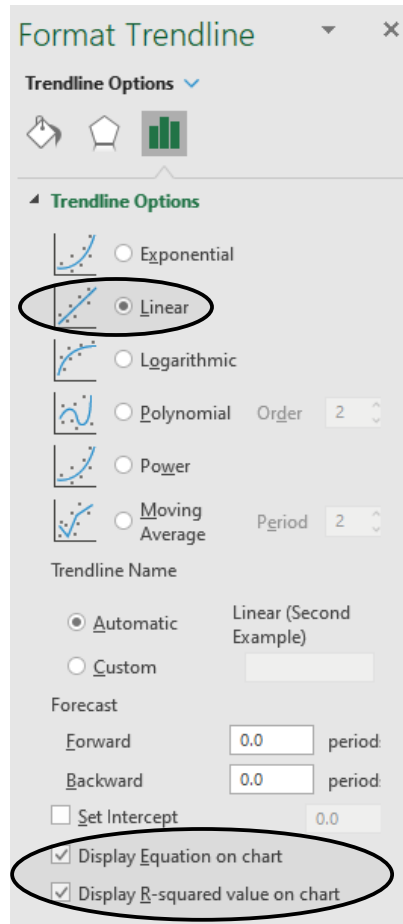 Format Trendline
Trendline Options
Trendline Options
Exponential
Linear
Logarithmic
Polynomial Order 2
Power
Moving Average Period 2
Trendline Name
Automatic Linear (Second Example)
Custom
Forecast
Forward 0.0 period
Backward 0.0 period
Set Intercept 0.0
Display Equation on chart
Display R-squared value on chart